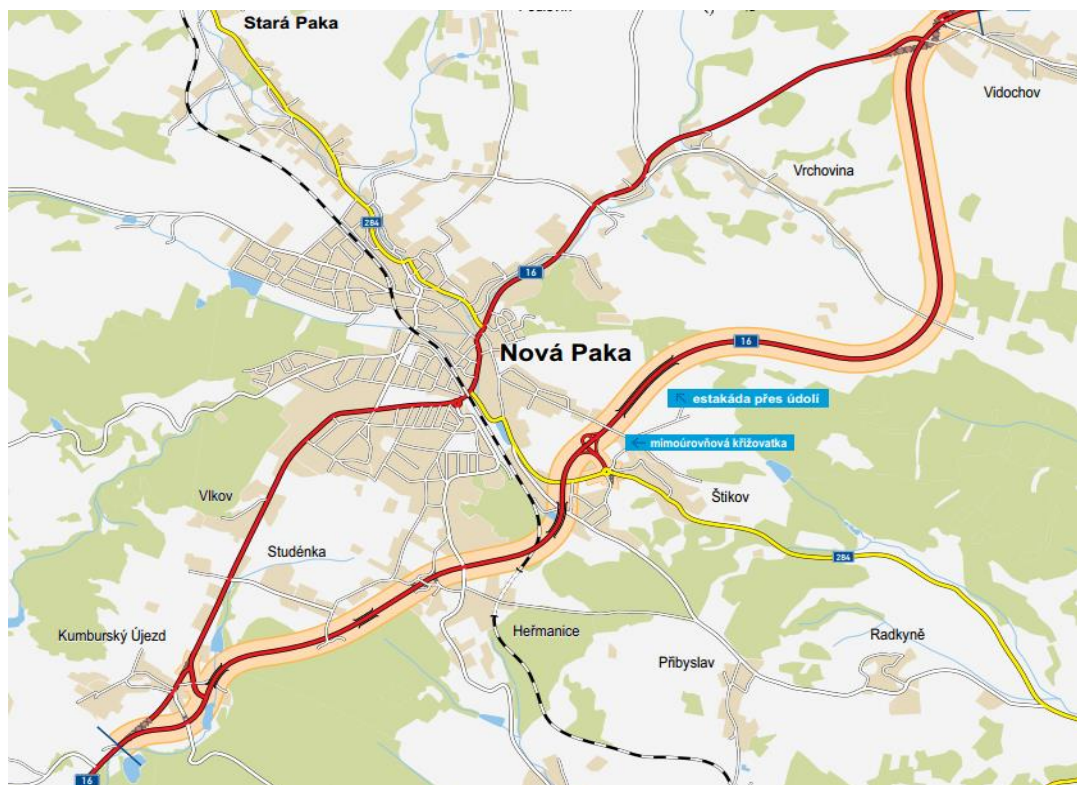 Stará Paka
Vidochov
Vrchovina
284
16
Nová Paka
16
estakáda přes údolí
mimoúrovňová křižovatka
Vlkov
Štikov
Studénka
284
Kumburský Újezd
Heřmanice
Radkyně
Přibyslav
16